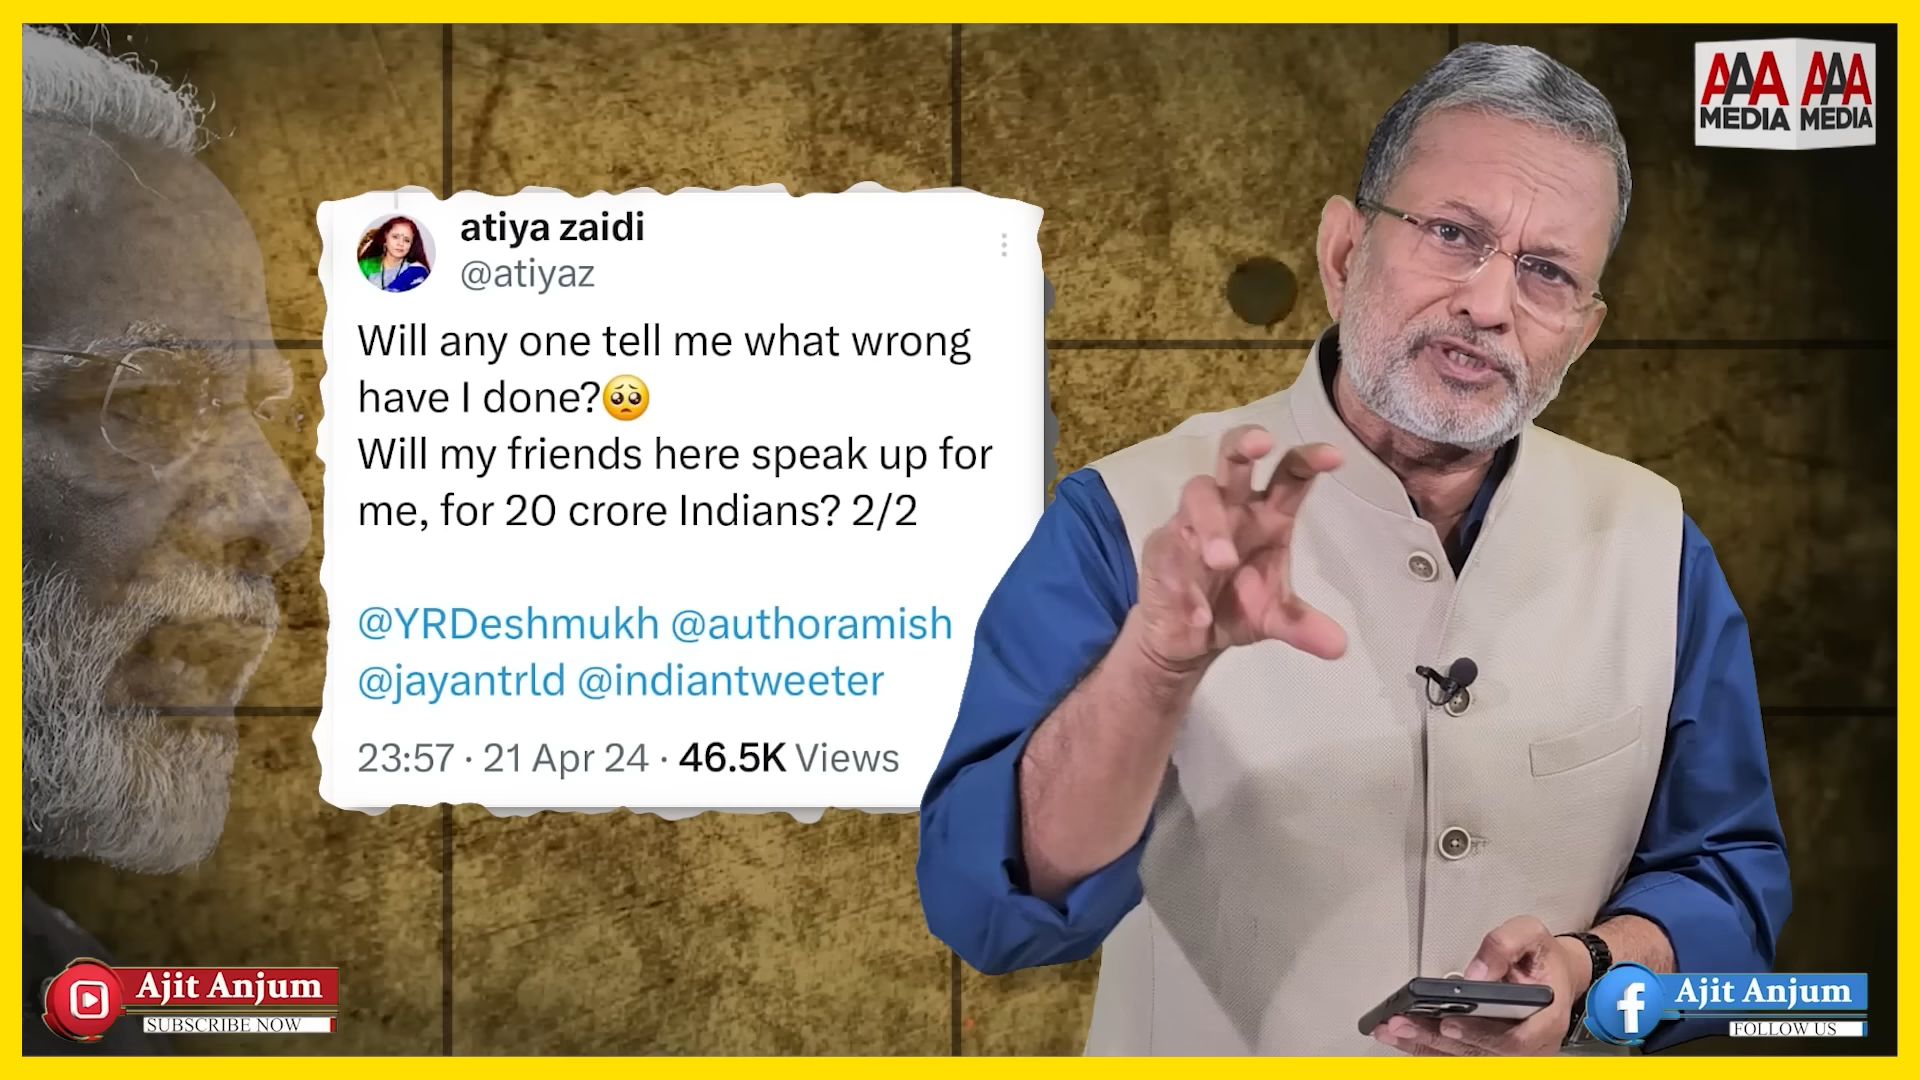 AAA AAA
MEDIA MEDIA
atiya zaidi
@atiyaz
Will any one tell me what wrong
have I done?🥺
Will my friends here speak up for
me, for 20 crore Indians? 2/2
@YRDeshmukh @authoramish
@jayantrld @indiantweeter
23:57 · 21 Apr 24 · 46.5K Views
Ajit Anjum
SUBSCRIBE NOW
Ajit Anjum
FOLLOW US